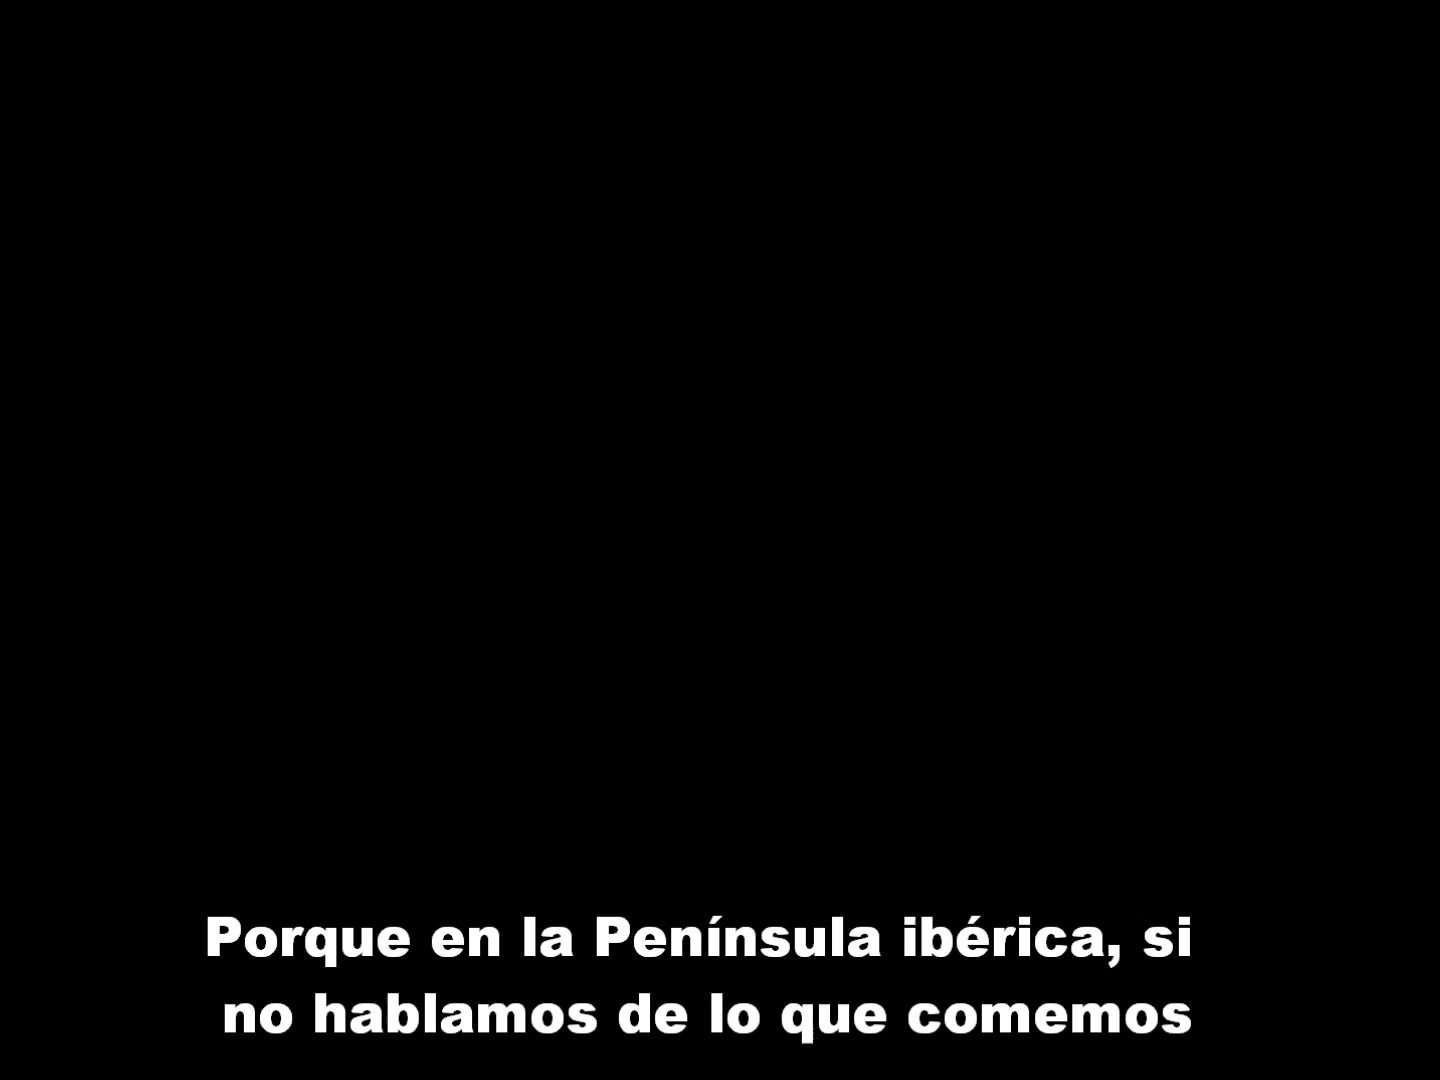 Porque en la Península ibérica, si
no hablamos de lo que comemos